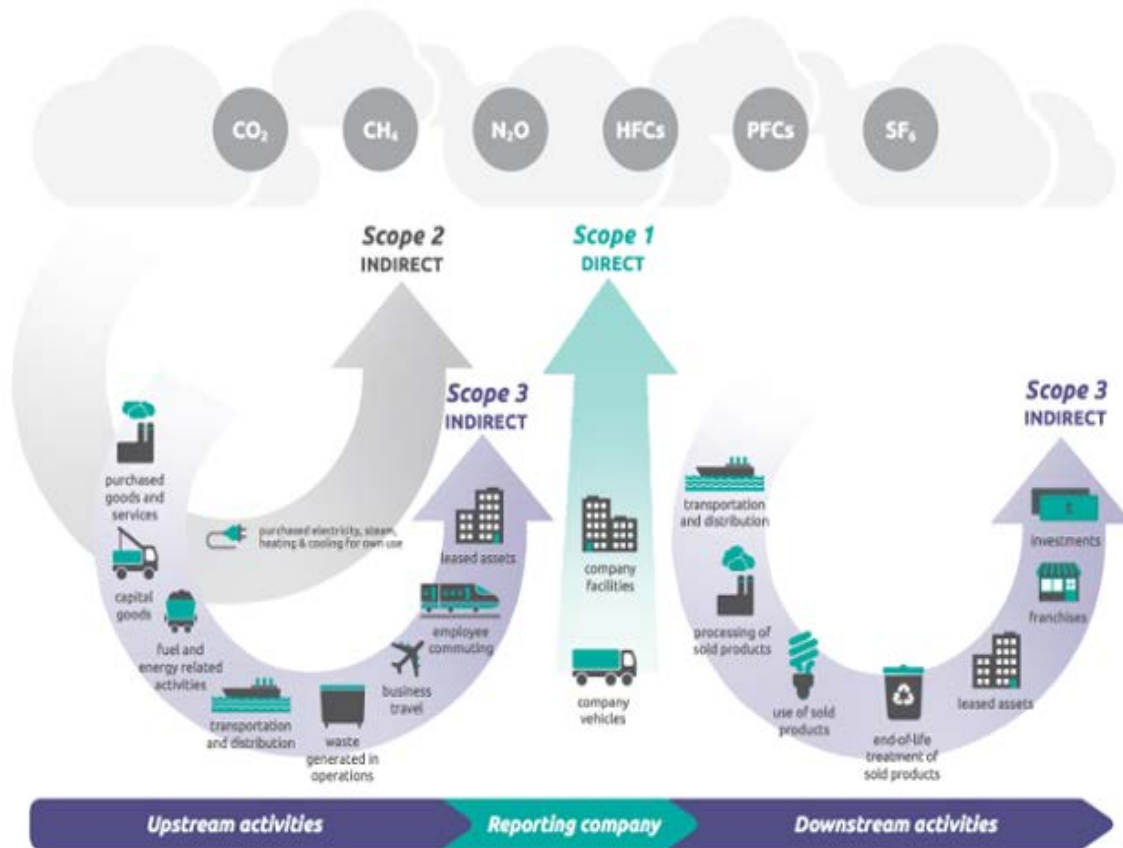 CO₂
CH₄
N₂O
HFCs
PFCs
SF₆
Scope 2
INDIRECT
Scope 1
DIRECT
Scope 3
INDIRECT
Scope 3
INDIRECT
purchased
goods and
services
capital
goods
fuel and
energy related
activities
transportation
and distribution
waste
generated in
operations
business
travel
employee
commuting
leased assets
purchased electricity, steam,
heating & cooling for own use
company
facilities
company
vehicles
transportation
and distribution
processing of
sold products
use of sold
products
end-of-life
treatment of
sold products
leased assets
franchises
investments
Upstream activities
Reporting company
Downstream activities